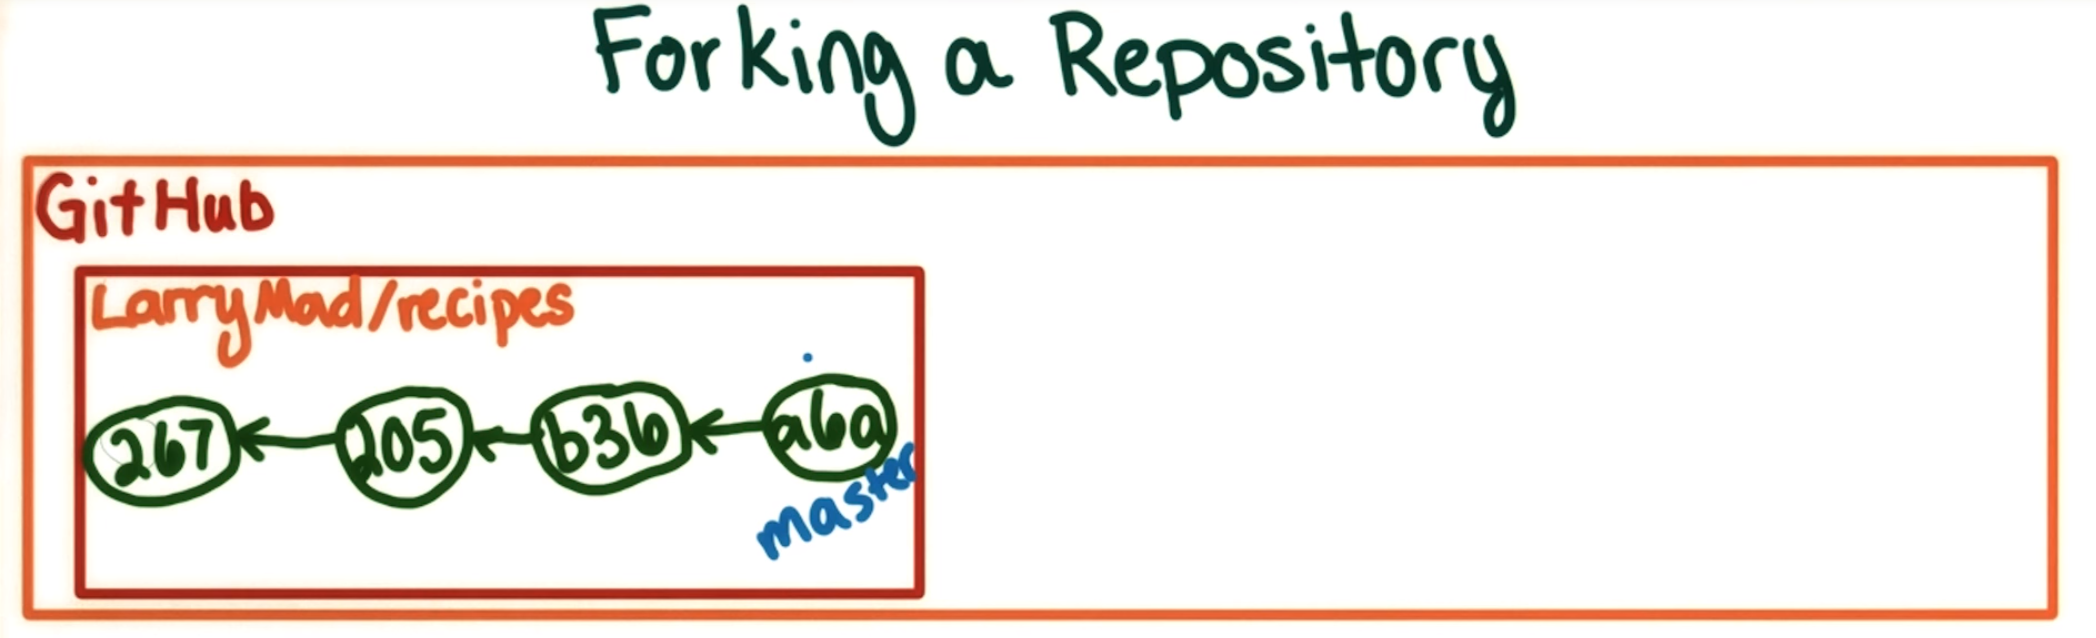 Forking a Repository
GitHub
LarryMad/recipes
267 205 b36 a6a
master